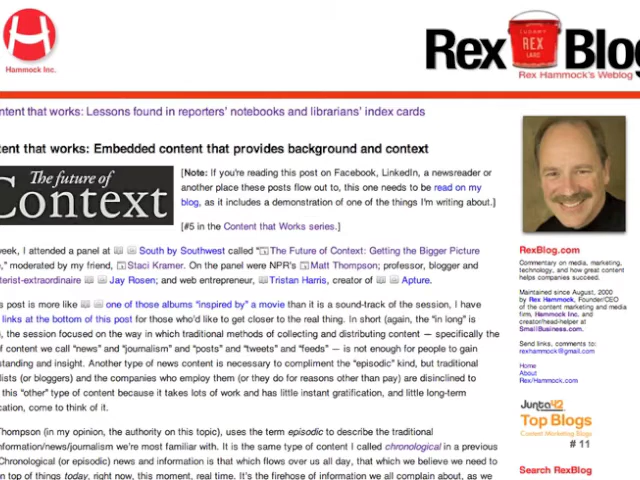 Hammock Inc.
Rex Blog
REX
LARD
Rex Hammock's Weblog
ntent that works: Lessons found in reporters' notebooks and librarians' index cards
tent that works: Embedded content that provides background and context
The future of
Context
[Note: If you're reading this post on Facebook, LinkedIn, a newsreader or
another place these posts flow out to, this one needs to be read on my
blog, as it includes a demonstration of one of the things I'm writing about.]
[#5 in the Content that Works series.]
week, I attended a panel at South by Southwest called "The Future of Context: Getting the Bigger Picture
," moderated by my friend, Staci Kramer. On the panel were NPR's Matt Thompson; professor, blogger and
terist-extraordinaire Jay Rosen; and web entrepreneur, Tristan Harris, creator of Apture.
s post is more like one of those albums "inspired by" a movie than it is a sound-track of the session, I have
links at the bottom of this post for those who'd like to get closer to the real thing. In short (again, the "in long" is
), the session focused on the way in which traditional methods of collecting and distributing content — specifically the
of content we call "news" and "journalism" and "posts" and "tweets" and "feeds" — is not enough for people to gain
standing and insight. Another type of news content is necessary to compliment the "episodic" kind, but traditional
lists (or bloggers) and the companies who employ them (or they do for reasons other than pay) are disinclined to
this "other" type of content because it takes lots of work and has little instant gratification, and little long-term
cation, come to think of it.
Thompson (in my opinion, the authority on this topic), uses the term episodic to describe the traditional
nformation/news/journalism we're most familiar with. It is the same type of content I called chronological in a previous
Chronological (or episodic) news and information is that which flows over us all day, that which we believe we need to
n top of things today, right now, this moment, real time. It's the firehose of information we all complain about, as we
RexBlog.com
Commentary on media, marketing,
technology, and how great content
helps companies succeed.
Maintained since August, 2000
by Rex Hammock, Founder/CEO
of the content marketing and media
firm, Hammock Inc. and
creator/head-helper at
SmallBusiness.com.
Send links, comments to:
rexhammock@gmail.com
Home
About
Rex/Hammock.com
Junta42
Top Blogs
Content Marketing Blogs
# 11
Search RexBlog